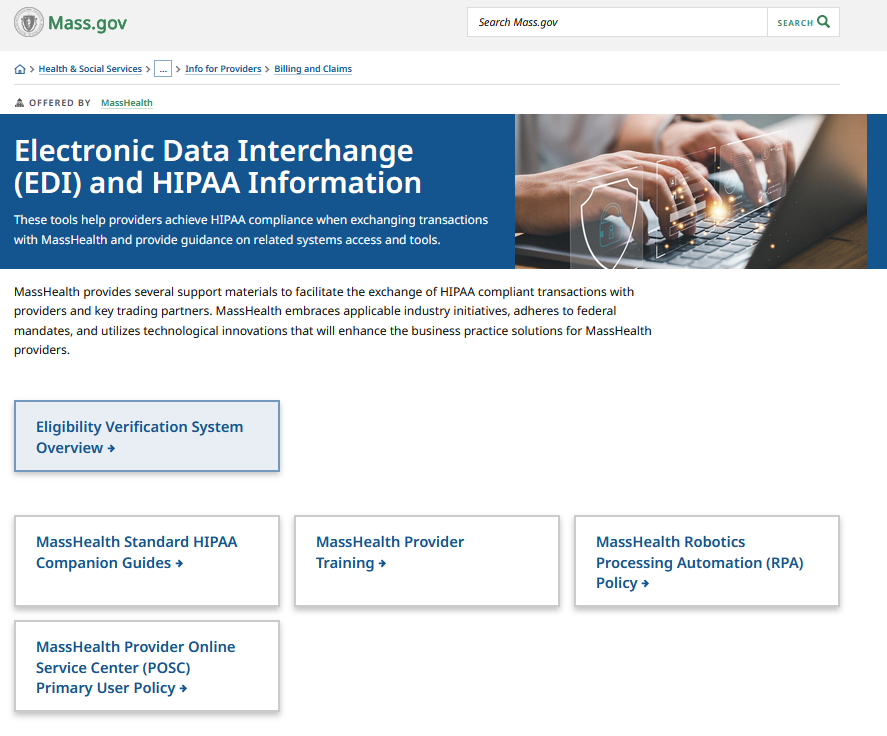 Mass.gov
Search Mass.gov
SEARCH
Health & Social Services
...
Info for Providers
Billing and Claims
OFFERED BY MassHealth
Electronic Data Interchange
(EDI) and HIPAA Information
These tools help providers achieve HIPAA compliance when exchanging transactions
with MassHealth and provide guidance on related systems access and tools.
MassHealth provides several support materials to facilitate the exchange of HIPAA compliant transactions with
providers and key trading partners. MassHealth embraces applicable industry initiatives, adheres to federal
mandates, and utilizes technological innovations that will enhance the business practice solutions for MassHealth
providers.
Eligibility Verification System
Overview
MassHealth Standard HIPAA
Companion Guides
MassHealth Provider
Training
MassHealth Robotics
Processing Automation (RPA)
Policy
MassHealth Provider Online
Service Center (POSC)
Primary User Policy